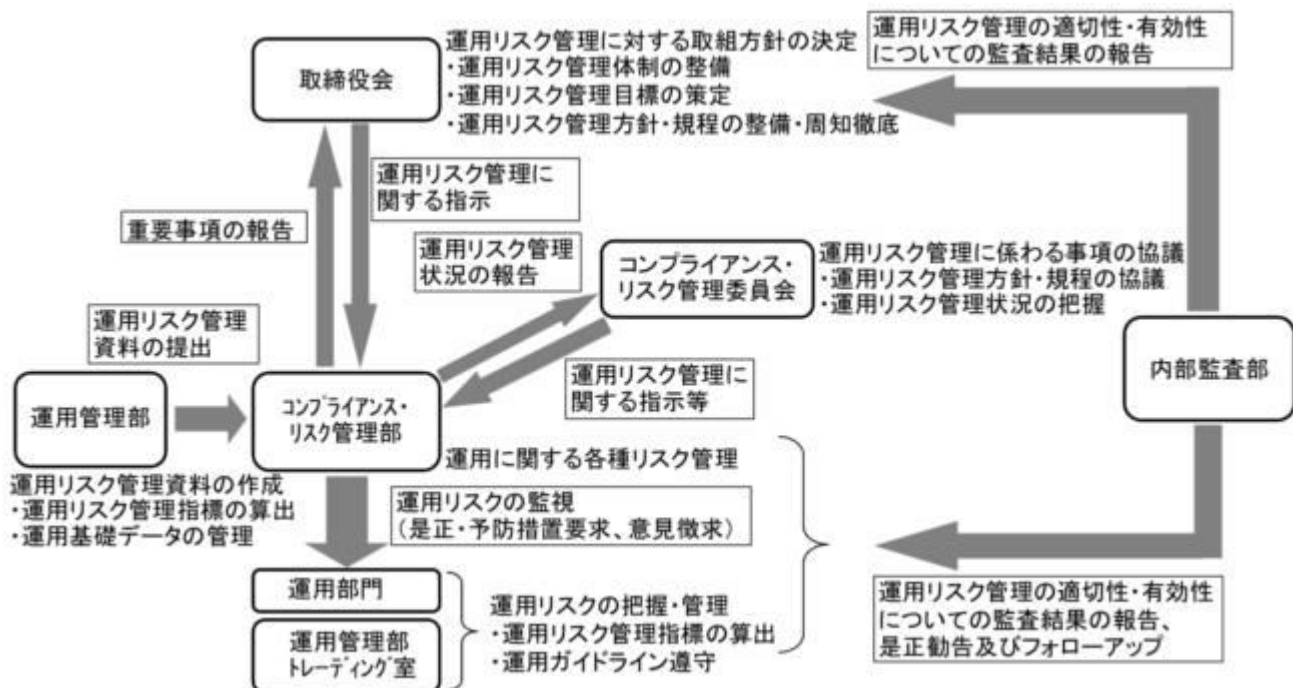 取締役会
運用リスク管理に対する取組方針の決定
・運用リスク管理体制の整備
・運用リスク管理目標の策定
・運用リスク管理方針・規程の整備・周知徹底
運用リスク管理の適切性・有効性
についての監査結果の報告
運用リスク管理に
関する指示
重要事項の報告
運用リスク管理
状況の報告
コンプライアンス・
リスク管理委員会
運用リスク管理に係わる事項の協議
・運用リスク管理方針・規程の協議
・運用リスク管理状況の把握
運用リスク管理
資料の提出
内部監査部
運用管理部
コンプライアンス・
リスク管理部
運用リスク管理に
関する指示等
運用に関する各種リスク管理
運用リスク管理資料の作成
・運用リスク管理指標の算出
・運用基礎データの管理
運用リスクの監視
(是正・予防措置要求、意見徴求)
運用部門
運用管理部
トレーディング室
運用リスクの把握・管理
・運用リスク管理指標の算出
・運用ガイドライン遵守
運用リスク管理の適切性・有効性
についての監査結果の報告、
是正勧告及びフォローアップ